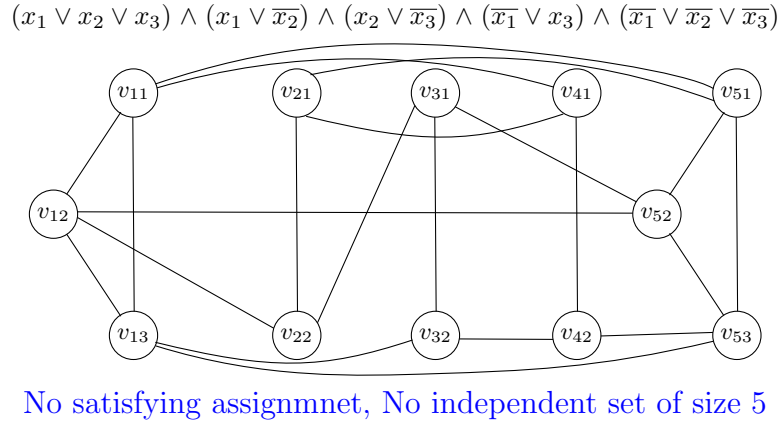 (x₁ ∨ x₂ ∨ x₃) ∧ (x₁ ∨ x̅₂) ∧ (x₂ ∨ x̅₃) ∧ (x̅₁ ∨ x₃) ∧ (x̅₁ ∨ x̅₂ ∨ x̅₃)
v₁₁ v₂₁ v₃₁ v₄₁ v₅₁
v₁₂ v₅₂
v₁₃ v₂₂ v₃₂ v₄₂ v₅₃
No satisfying assignmnet, No independent set of size 5